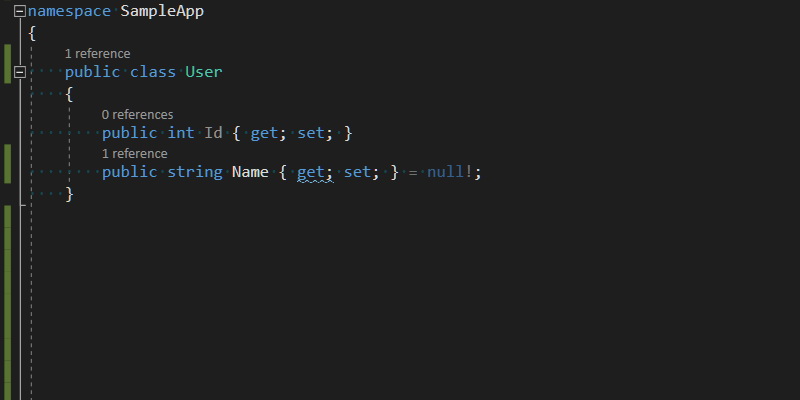 namespace SampleApp
{
1 reference
public class User
{
0 references
public int Id { get; set; }
1 reference
public string Name { get; set; } = null!;
}